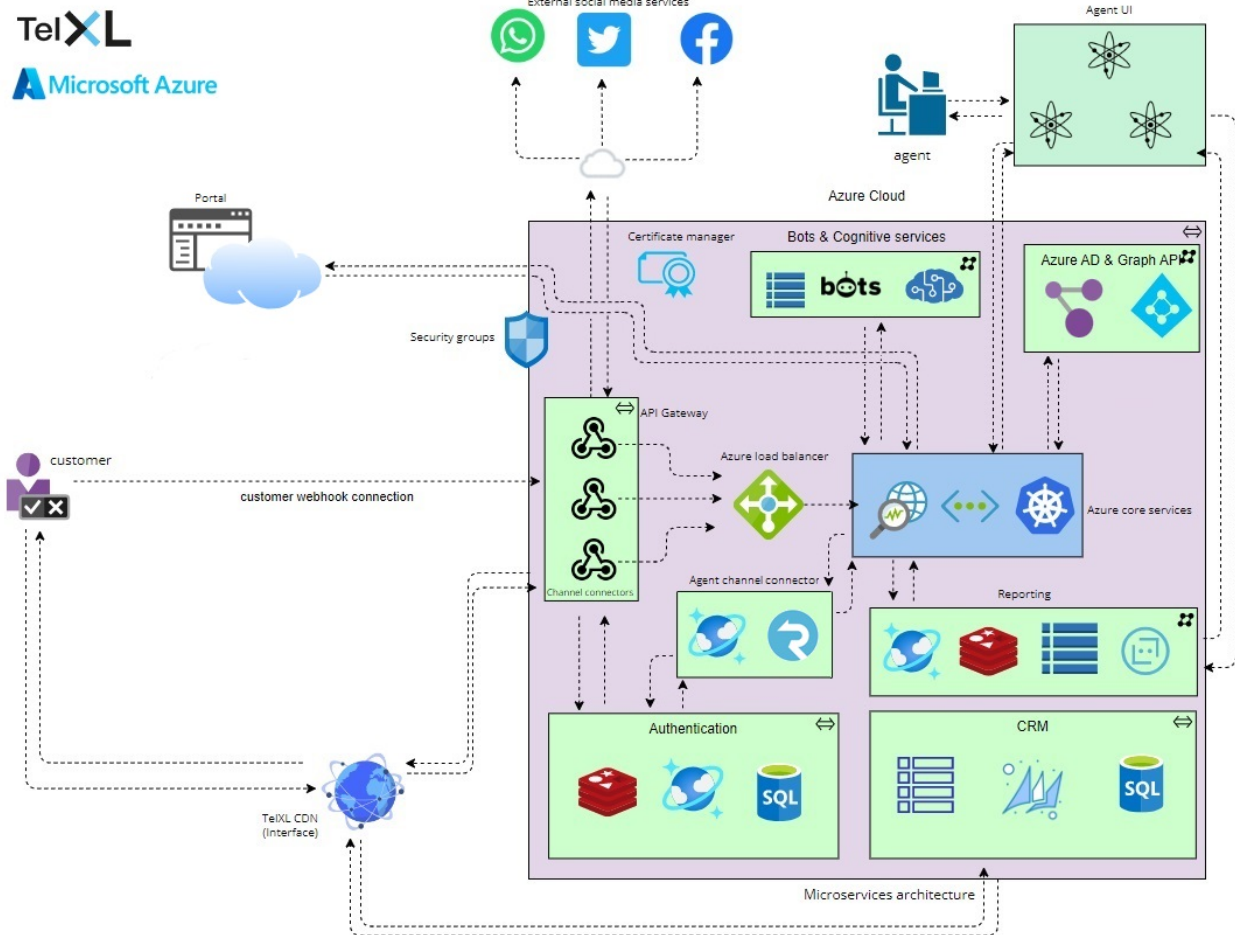 External social media services
TelXL
Microsoft Azure
Agent UI
agent
Portal
Azure Cloud
Certificate manager
Bots & Cognitive services
bots
Azure AD & Graph API
Security groups
API Gateway
customer
customer webhook connection
Azure load balancer
Azure core services
Channel connectors
Agent channel connector
Reporting
Authentication
SQL
CRM
SQL
TelXL CDN
(Interface)
Microservices architecture